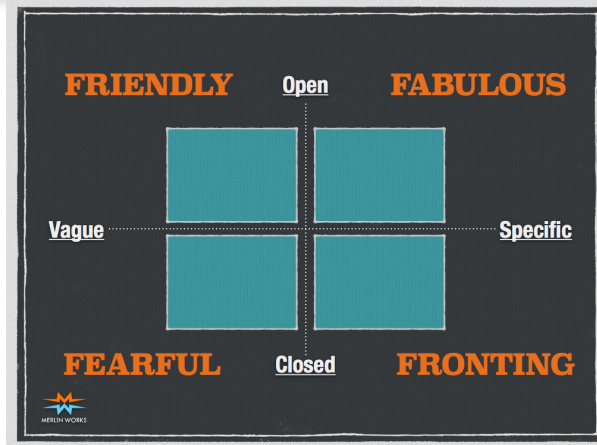 FRIENDLY Open FABULOUS
Vague Specific
FEARFUL Closed FRONTING
MERLIN WORKS